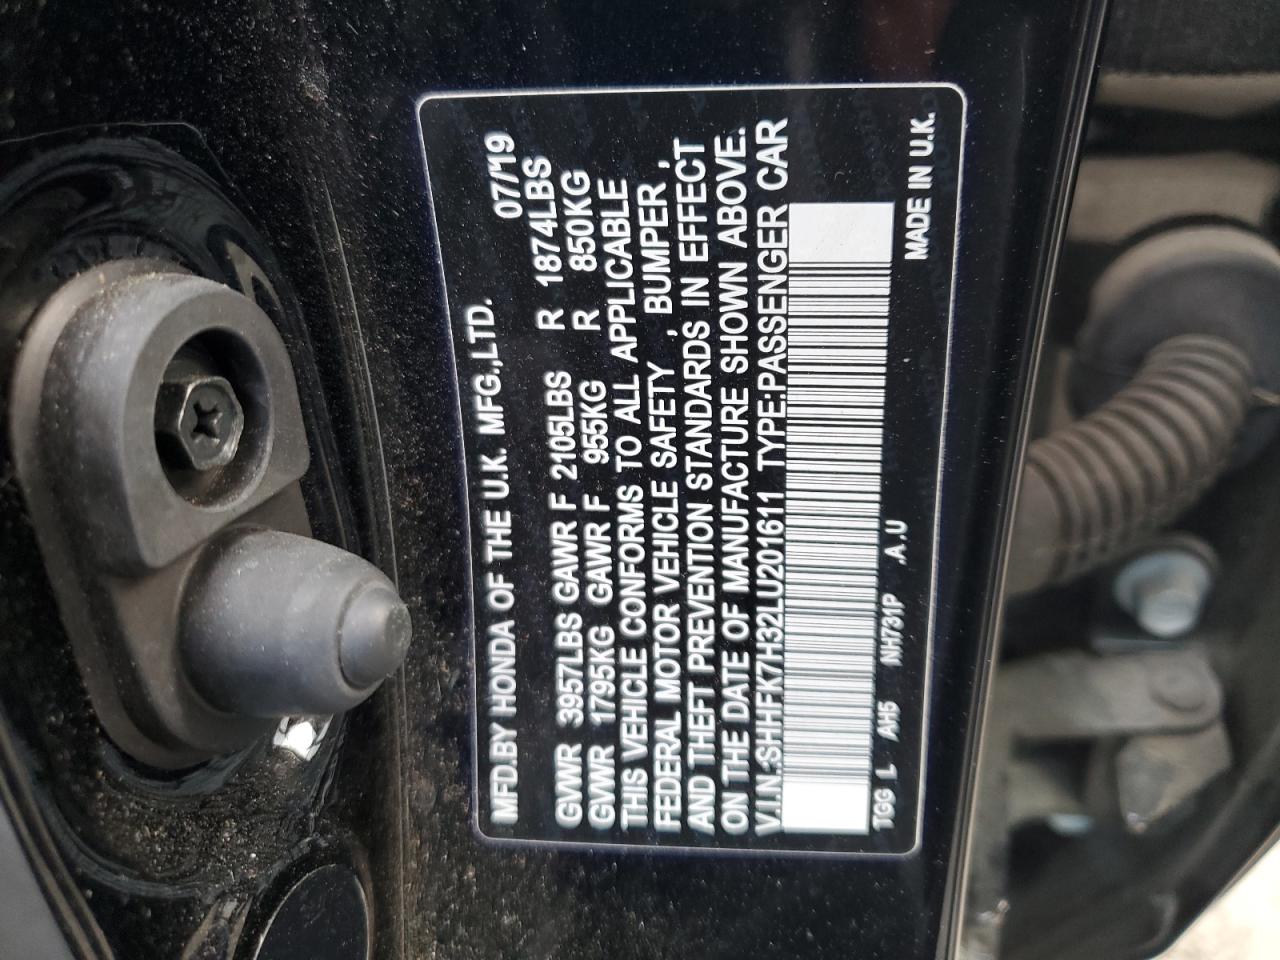 MFD.BY HONDA OF THE U.K. MFG.,LTD. 07/19
GVWR 3957LBS GAWR F 2105LBS R 1874LBS
GVWR 1795KG GAWR F 955KG R 850KG
THIS VEHICLE CONFORMS TO ALL APPLICABLE
FEDERAL MOTOR VEHICLE SAFETY , BUMPER ,
AND THEFT PREVENTION STANDARDS IN EFFECT
ON THE DATE OF MANUFACTURE SHOWN ABOVE.
V.I.N.:SHHFK7H32LU201611 TYPE:PASSENGER CAR
TGG L AH5 NH731P .A.U MADE IN U.K.